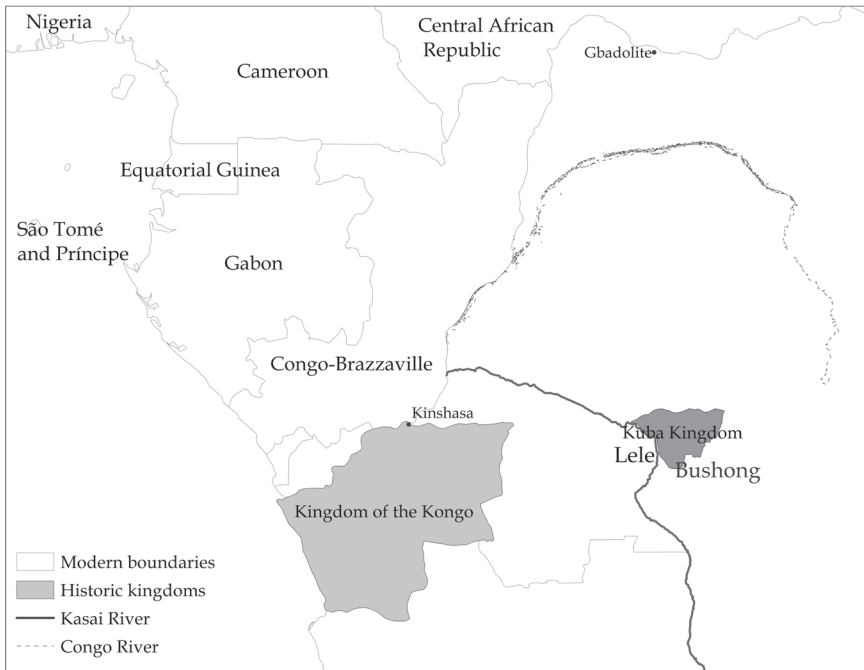 Nigeria
Central African
Republic
Gbadolite
Cameroon
Equatorial Guinea
São Tomé
and Príncipe
Gabon
Congo-Brazzaville
Kinshasa
Kuba Kingdom
Lele
Bushong
Kingdom of the Kongo
Modern boundaries
Historic kingdoms
Kasai River
Congo River